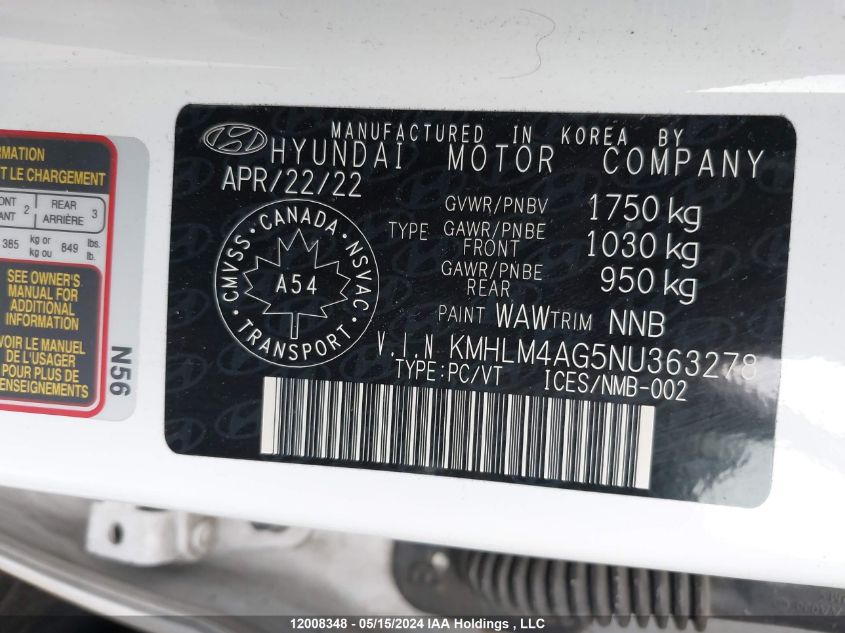 MANUFACTURED IN KOREA BY
HYUNDAI MOTOR COMPANY
APR/22/22
GVWR/PNBV 1750 kg
TYPE GAWR/PNBE FRONT 1030 kg
GAWR/PNBE REAR 950 kg
PAINT WAW TRIM NNB
V.I.N KMHLM4AG5NU363278
TYPE:PC/VT ICES/NMB-002
CANADA
CMVSS NSVAC
A54
TRANSPORT
LE CHARGEMENT
2 REAR ARRIÈRE 3
385 kg or kg ou 849 lbs. lb.
SEE OWNER'S
MANUAL FOR
ADDITIONAL
INFORMATION
VOIR LE MANUEL
DE L'USAGER
POUR PLUS DE
RENSEIGNEMENTS
N56
12008348 - 05/15/2024 IAA Holdings, LLC